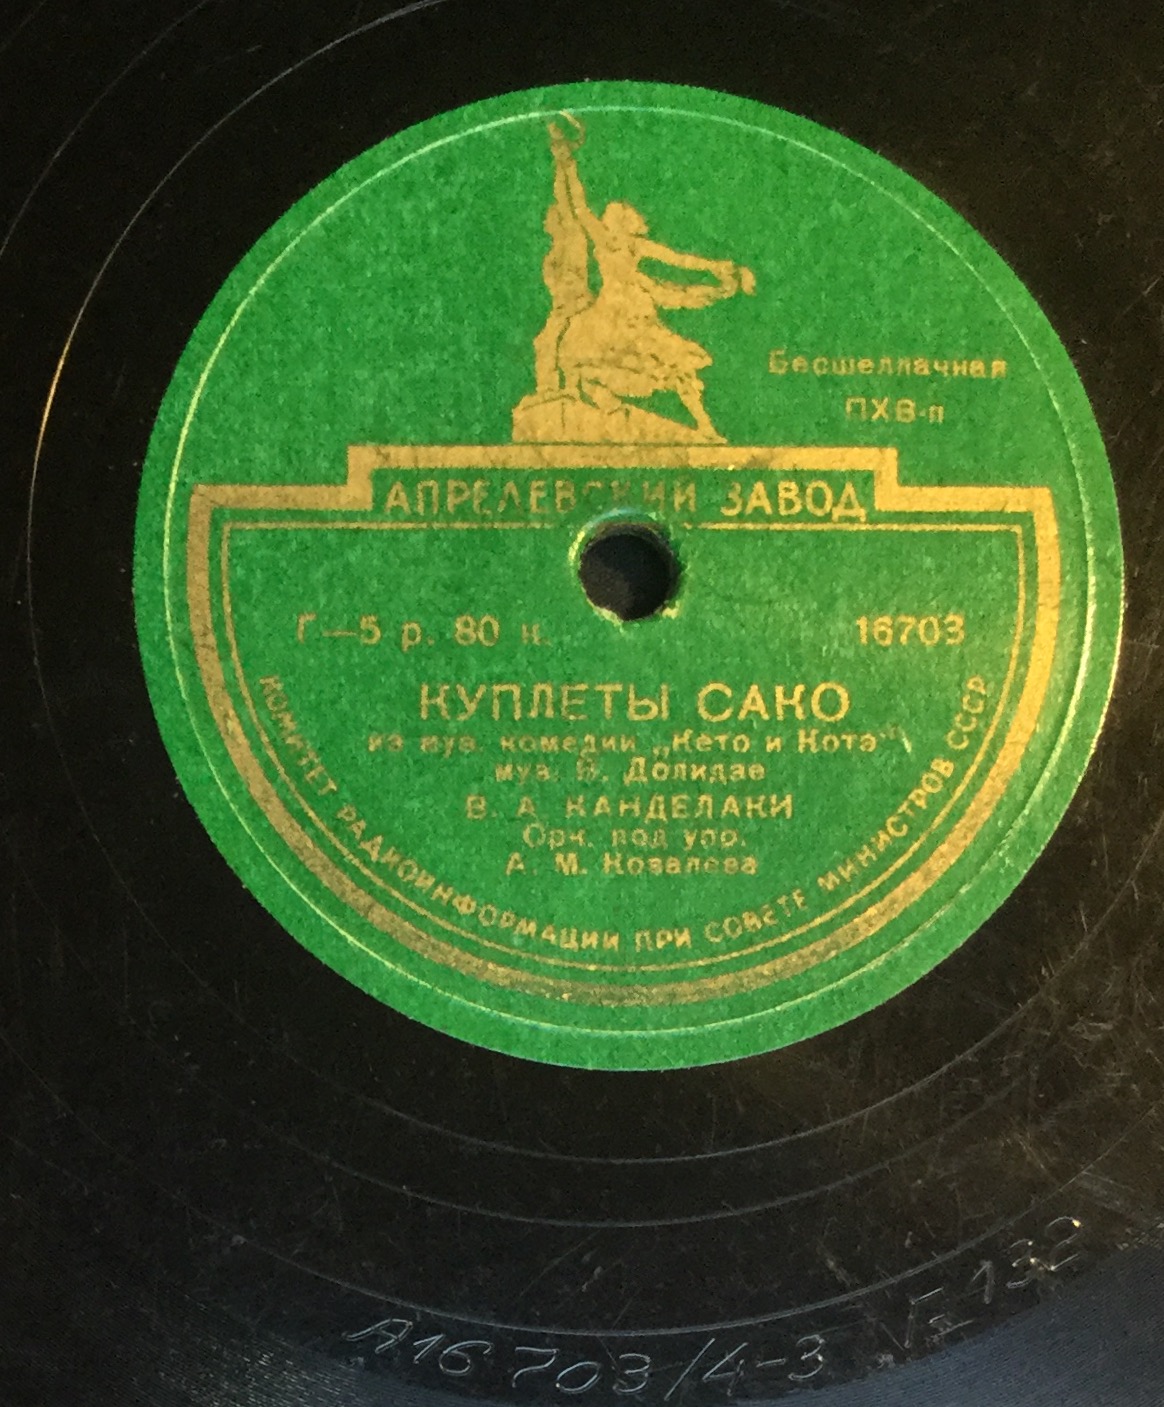 Бесшеллачная
ПХВ-п
АПРЕЛЕВСКИЙ ЗАВОД
Г—5 р. 80 к.
16703
КУПЛЕТЫ САКО
из муз. комедии „Кето и Котэ“
муз. В. Долидзе
В. А. КАНДЕЛАКИ
Орк. под упр.
А. М. Ковалева
КОМИТЕТ РАДИОИНФОРМАЦИИ ПРИ СОВЕТЕ МИНИСТРОВ СССР
А16703/4-3
132